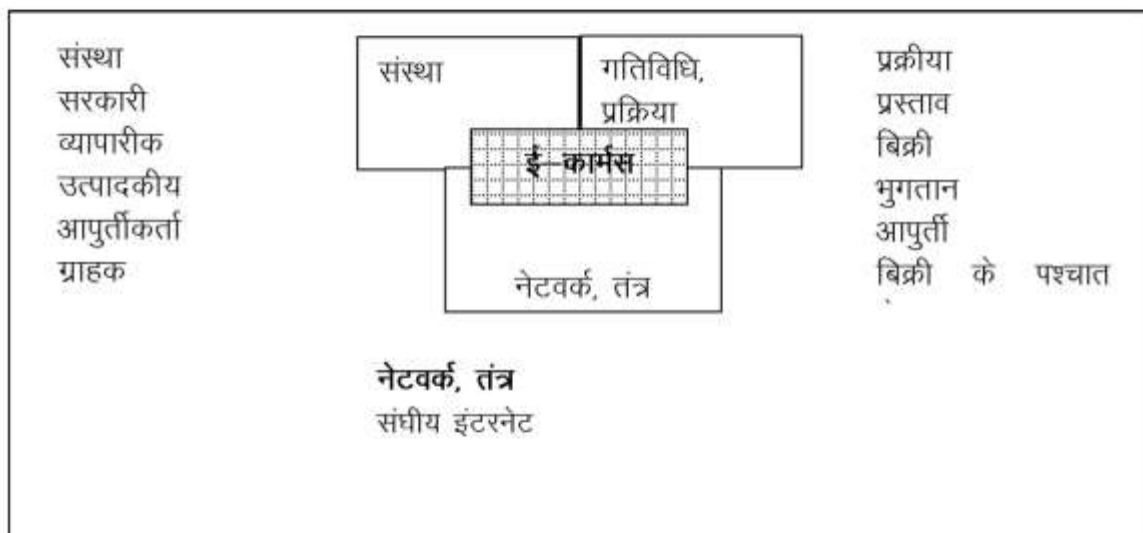 संस्था
सरकारी
व्यापारीक
उत्पादकीय
आपुर्तीकर्ता
ग्राहक
संस्था
गतिविधि,
प्रक्रिया
ई–कार्मस
नेटवर्क, तंत्र
प्रक्रीया
प्रस्ताव
बिक्री
भुगतान
आपुर्ती
बिक्री के पश्चात
नेटवर्क, तंत्र
संघीय इंटरनेट